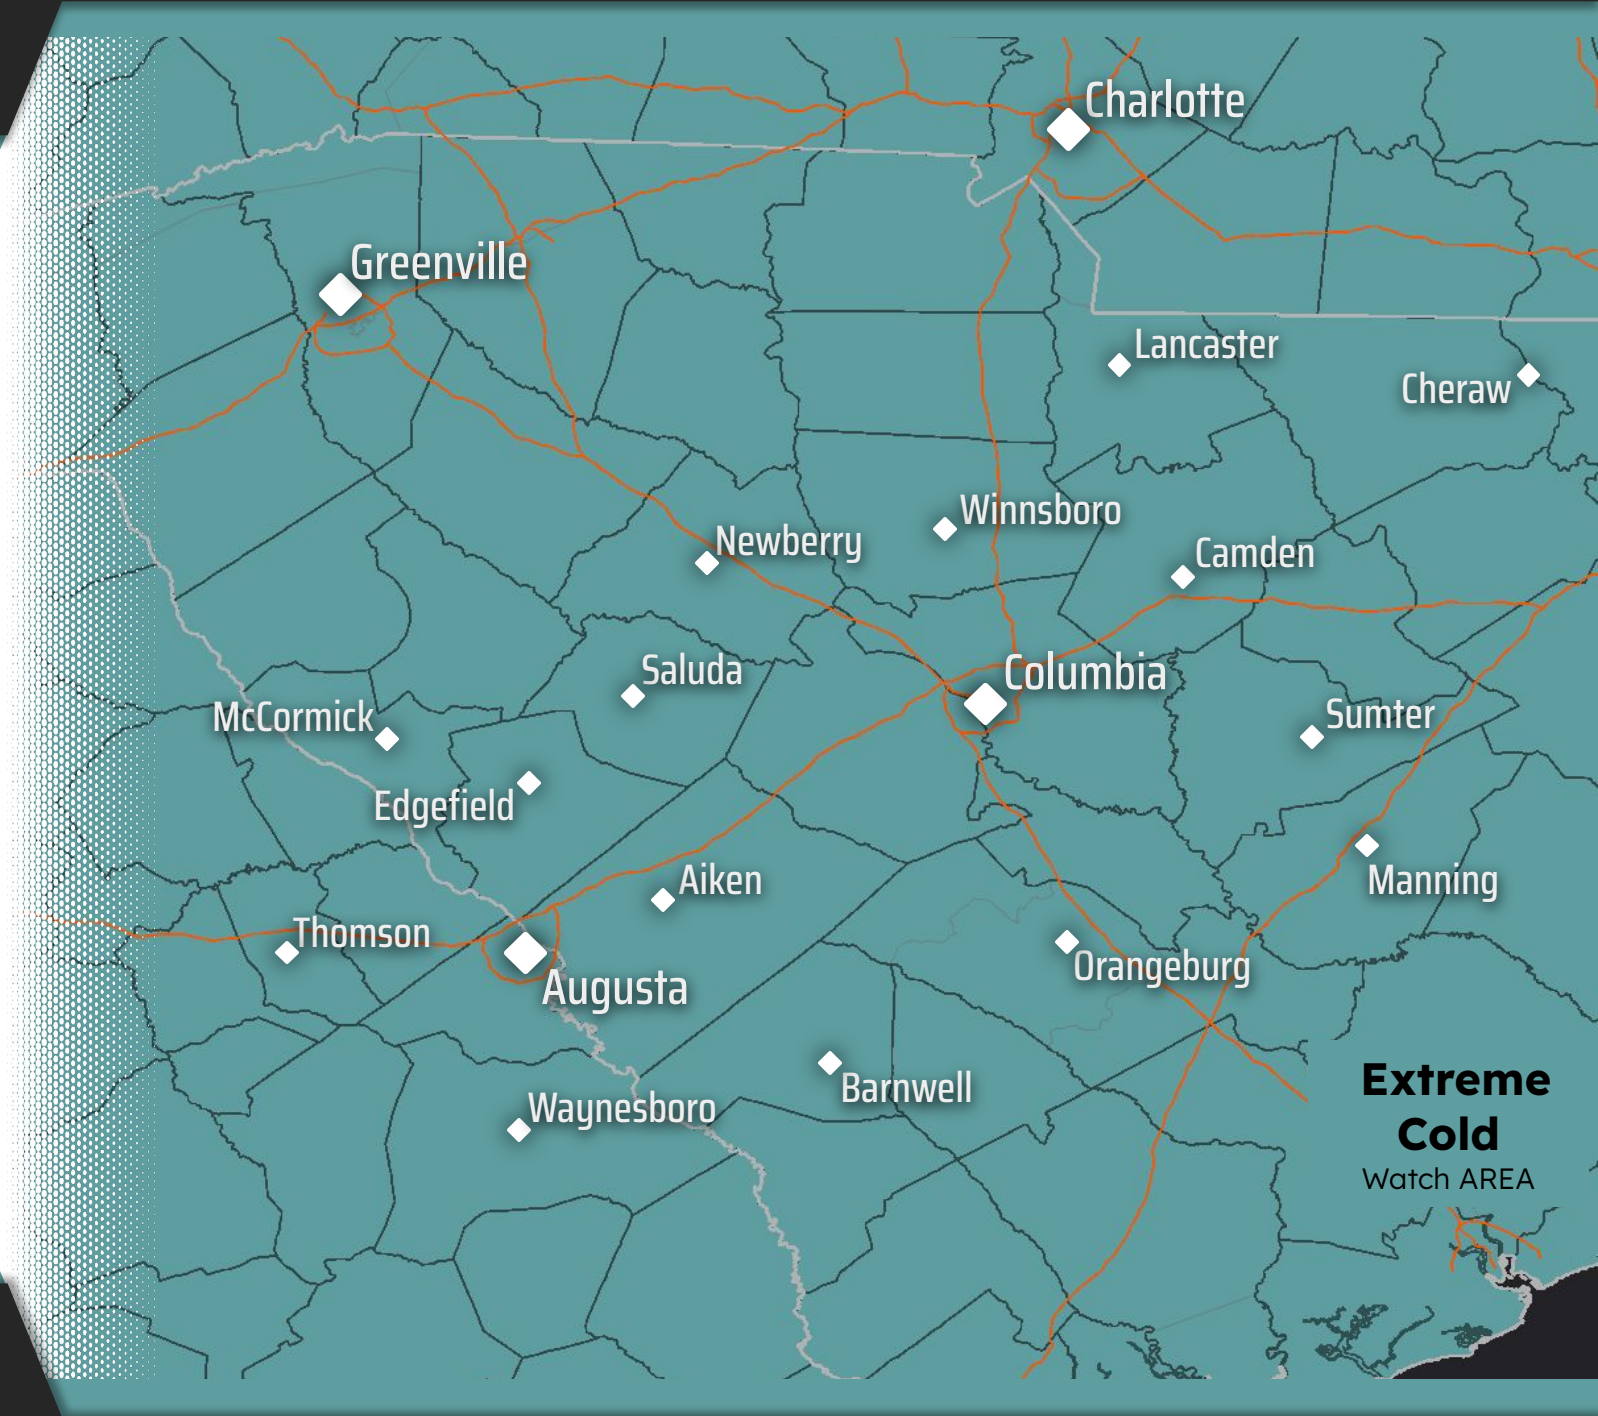 Charlotte
Greenville
Lancaster
Cheraw
Winnsboro
Newberry
Camden
Saluda
Columbia
McCormick
Sumter
Edgefield
Aiken
Manning
Thomson
Orangeburg
Augusta
Barnwell
Waynesboro
Extreme
Cold
Watch AREA